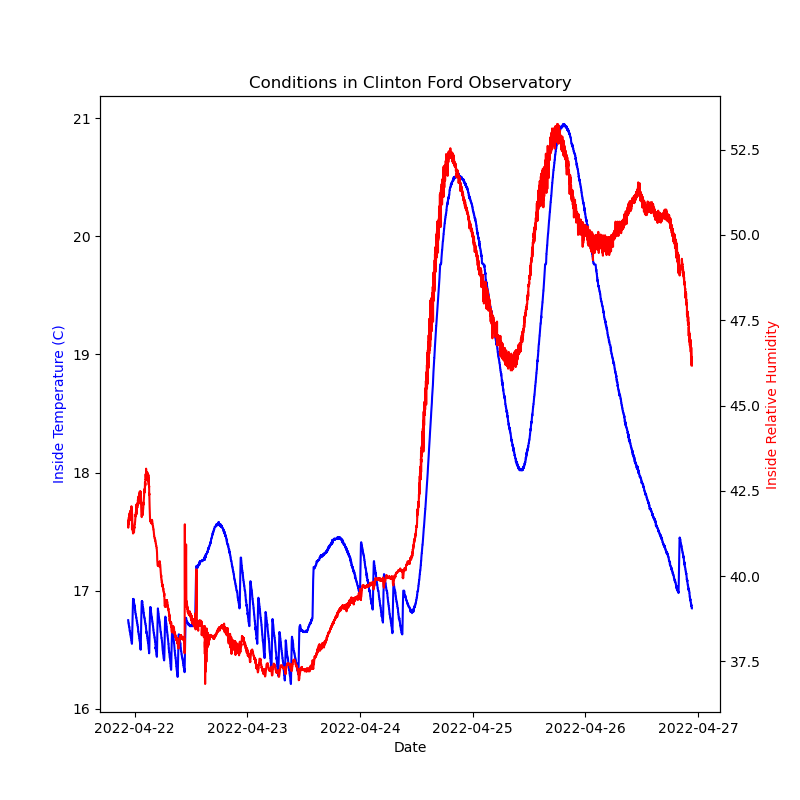 Conditions in Clinton Ford Observatory
21
20
19
18
17
16
Inside Temperature (C)
52.5
50.0
47.5
45.0
42.5
40.0
37.5
Inside Relative Humidity
2022-04-22 2022-04-23 2022-04-24 2022-04-25 2022-04-26 2022-04-27
Date